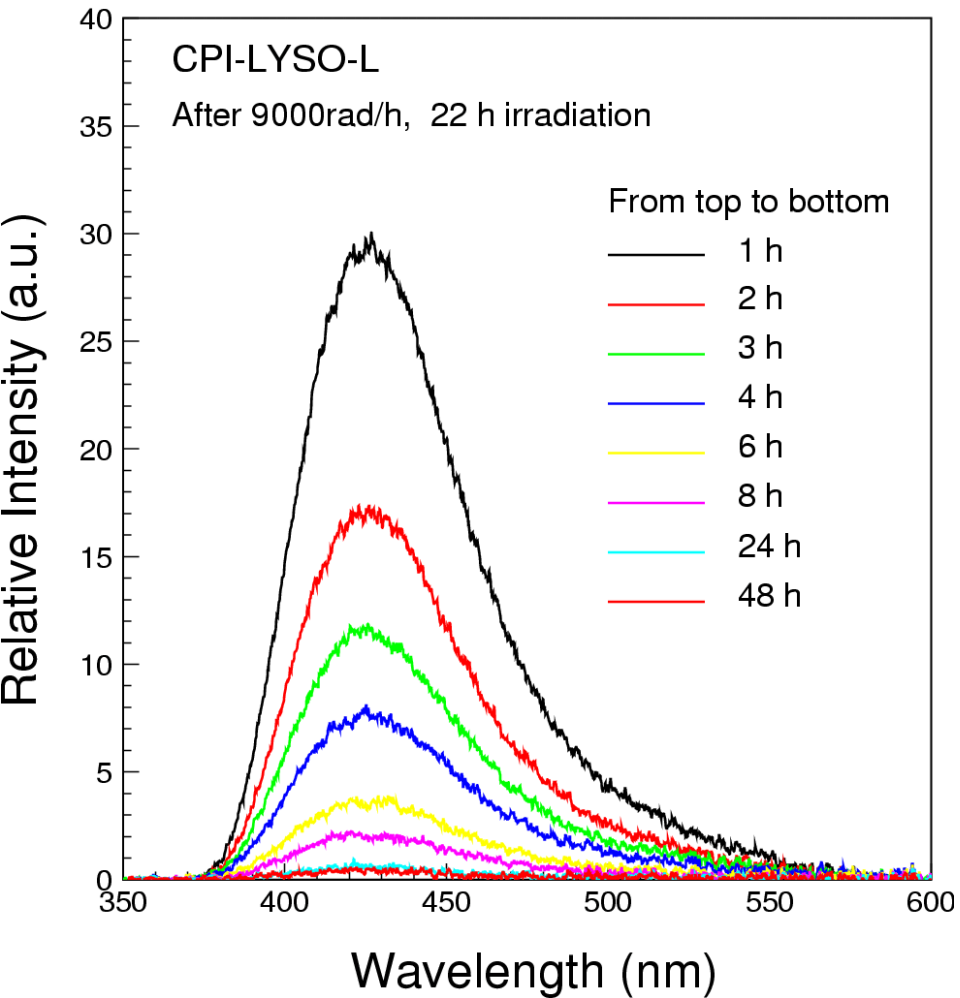 40
CPI-LYSO-L
After 9000rad/h, 22 h irradiation
35
From top to bottom
30
1 h
2 h
25
3 h
4 h
20
6 h
8 h
15
24 h
48 h
10
5
0
350 400 450 500 550 600
Wavelength (nm)
Relative Intensity (a.u.)